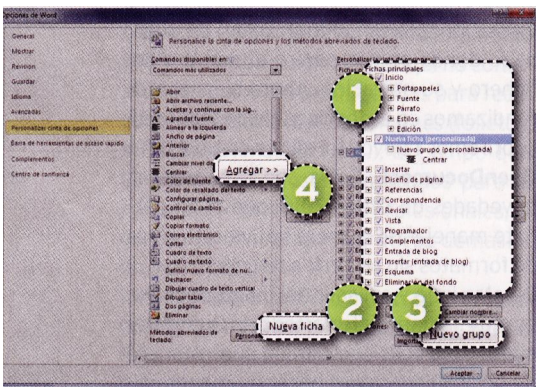 Opciones de Word
General
Mostrar
Revisión
Guardar
Idioma
Avanzadas
Personalizar cinta de opciones
Barra de herramientas de acceso rápido
Complementos
Centro de confianza
Personalice la cinta de opciones y los métodos abreviados de teclado.
Comandos disponibles en:
Comandos más utilizados
Abrir
Abrir archivo reciente...
Aceptar y continuar con la sig...
Agrandar fuente
Alinear a la izquierda
Ancho de página
Anterior
Buscar
Cambiar nivel de
Centrar
Color de fuente
Color de resaltado del texto
Configurar página...
Control de cambios
Copiar
Copiar formato
Correo electrónico
Cortar
Cuadro de texto
Cuadro de texto
Definir nuevo formato de nú...
Deshacer
Dibujar cuadro de texto vertical
Dibujar tabla
Dos páginas
Eliminar
Métodos abreviados de
teclado:
Agregar >>
4
1
Fichas principales
Inicio
Portapapeles
Fuente
Párrafo
Estilos
Edición
Nueva ficha (personalizada)
Nuevo grupo (personalizada)
Centrar
Insertar
Diseño de página
Referencias
Correspondencia
Revisar
Vista
Programador
Complementos
Entrada de blog
Insertar (entrada de blog)
Esquema
Eliminación del fondo
2
3
Cambiar nombre...
Nueva ficha
Nuevo grupo
Aceptar
Cancelar